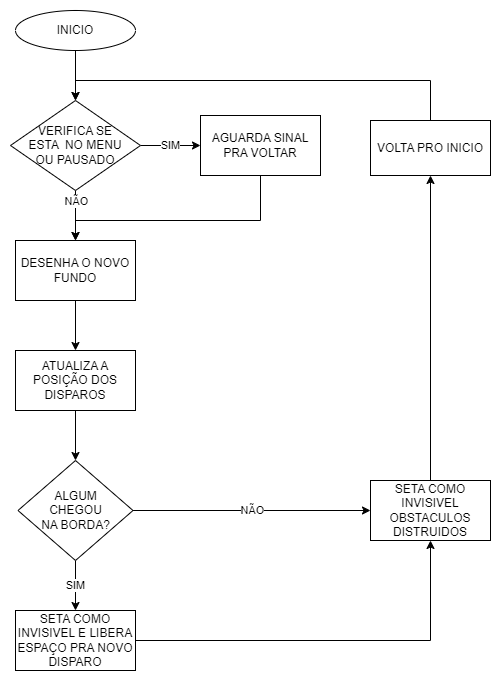 INICIO
VERIFICA SE
ESTA NO MENU
OU PAUSADO
SIM
AGUARDA SINAL
PRA VOLTAR
VOLTA PRO INICIO
NÃO
DESENHA O NOVO
FUNDO
ATUALIZA A
POSIÇÃO DOS
DISPAROS
ALGUM
CHEGOU
NA BORDA?
NÃO
SETA COMO
INVISIVEL
OBSTACULOS
DISTRUIDOS
SIM
SETA COMO
INVISIVEL E LIBERA
ESPAÇO PRA NOVO
DISPARO